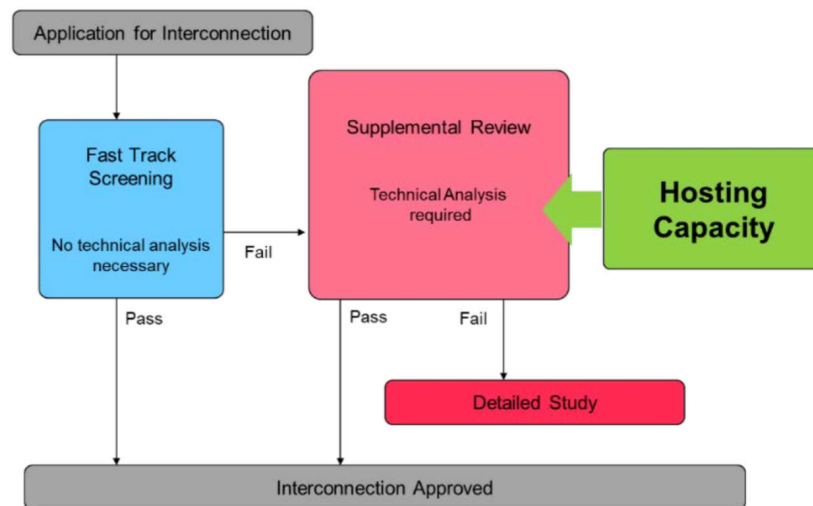 Application for Interconnection
Fast Track
Screening
No technical analysis
necessary
Fail
Supplemental Review
Technical Analysis
required
Hosting
Capacity
Pass
Pass
Fail
Detailed Study
Interconnection Approved